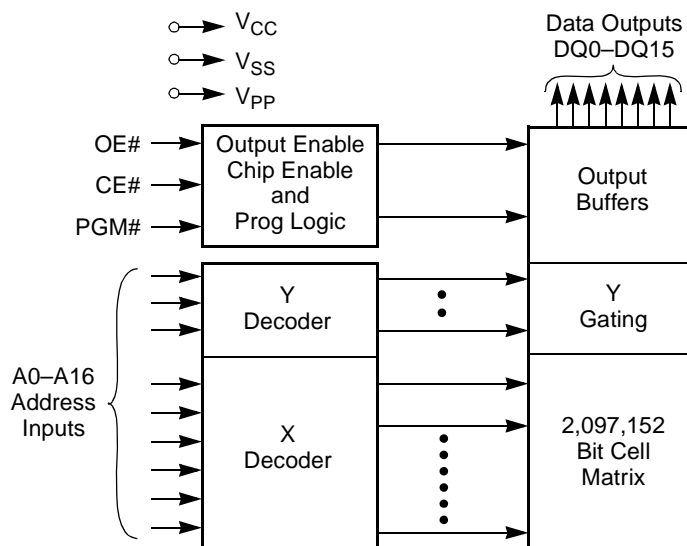 V_CC
V_SS
V_PP
Data Outputs
DQ0–DQ15
OE#
CE#
PGM#
Output Enable
Chip Enable
and
Prog Logic
Output
Buffers
Y
Decoder
Y
Gating
A0–A16
Address
Inputs
X
Decoder
2,097,152
Bit Cell
Matrix